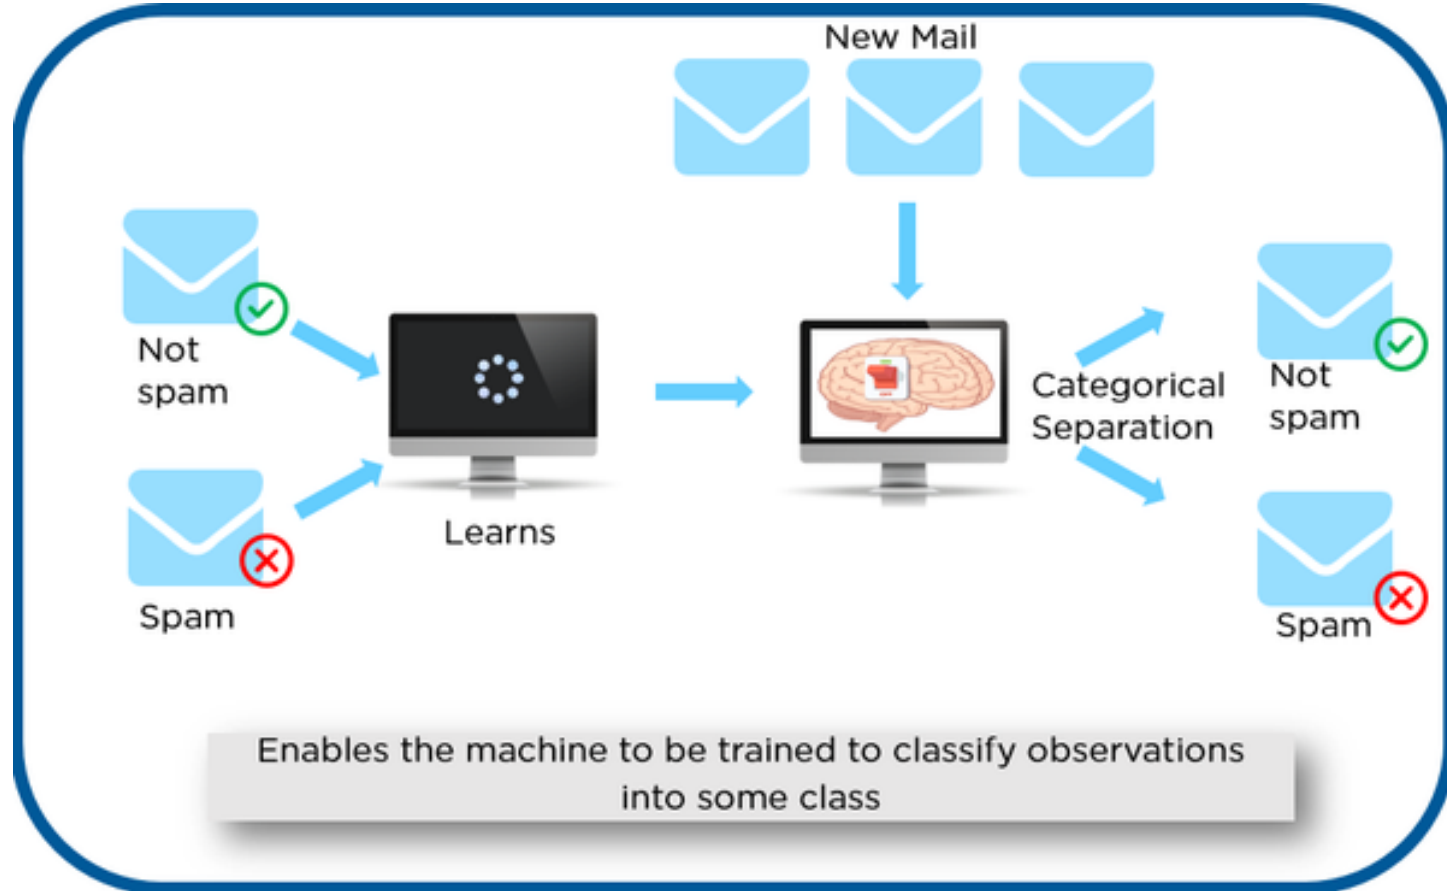 New Mail
Not
spam
Spam
Learns
Categorical
Separation
Not
spam
Spam
Enables the machine to be trained to classify observations
into some class